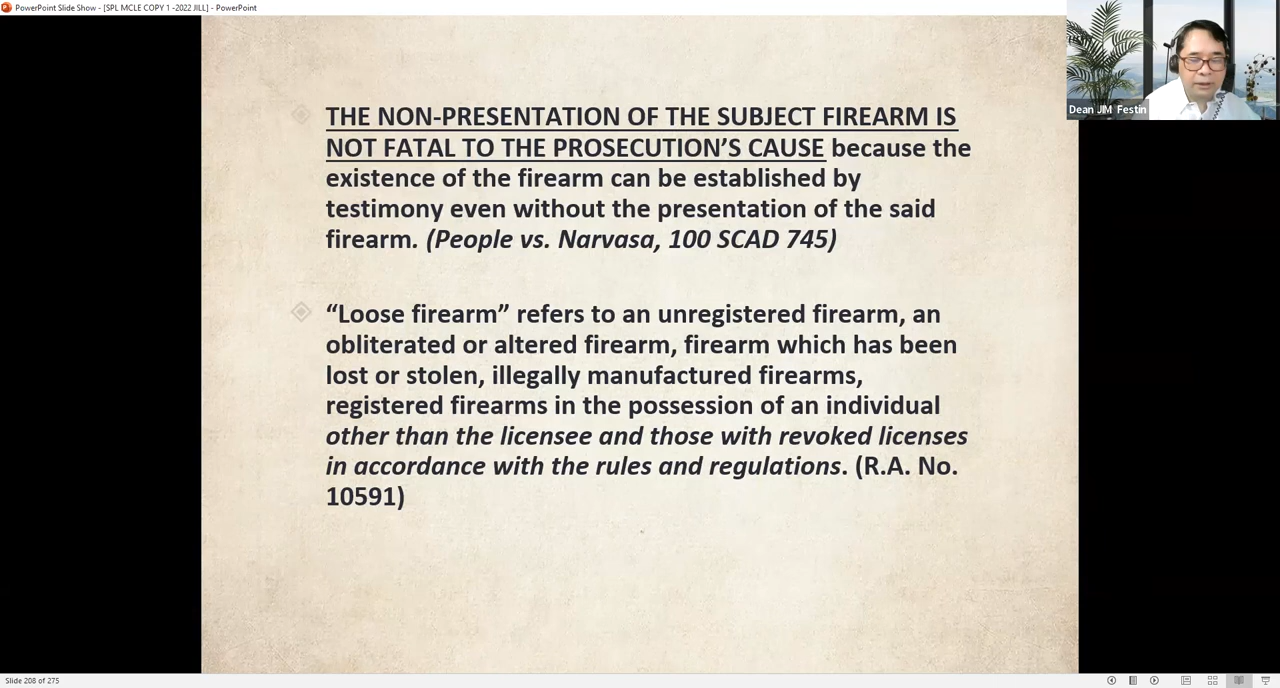 PowerPoint Slide Show - [SPL MCLE COPY 1 -2022 JILL] - PowerPoint
Dean JIM Festin
THE NON-PRESENTATION OF THE SUBJECT FIREARM IS
NOT FATAL TO THE PROSECUTION’S CAUSE because the
existence of the firearm can be established by
testimony even without the presentation of the said
firearm. (People vs. Narvasa, 100 SCAD 745)
“Loose firearm” refers to an unregistered firearm, an
obliterated or altered firearm, firearm which has been
lost or stolen, illegally manufactured firearms,
registered firearms in the possession of an individual
other than the licensee and those with revoked licenses
in accordance with the rules and regulations. (R.A. No.
10591)
Slide 208 of 275